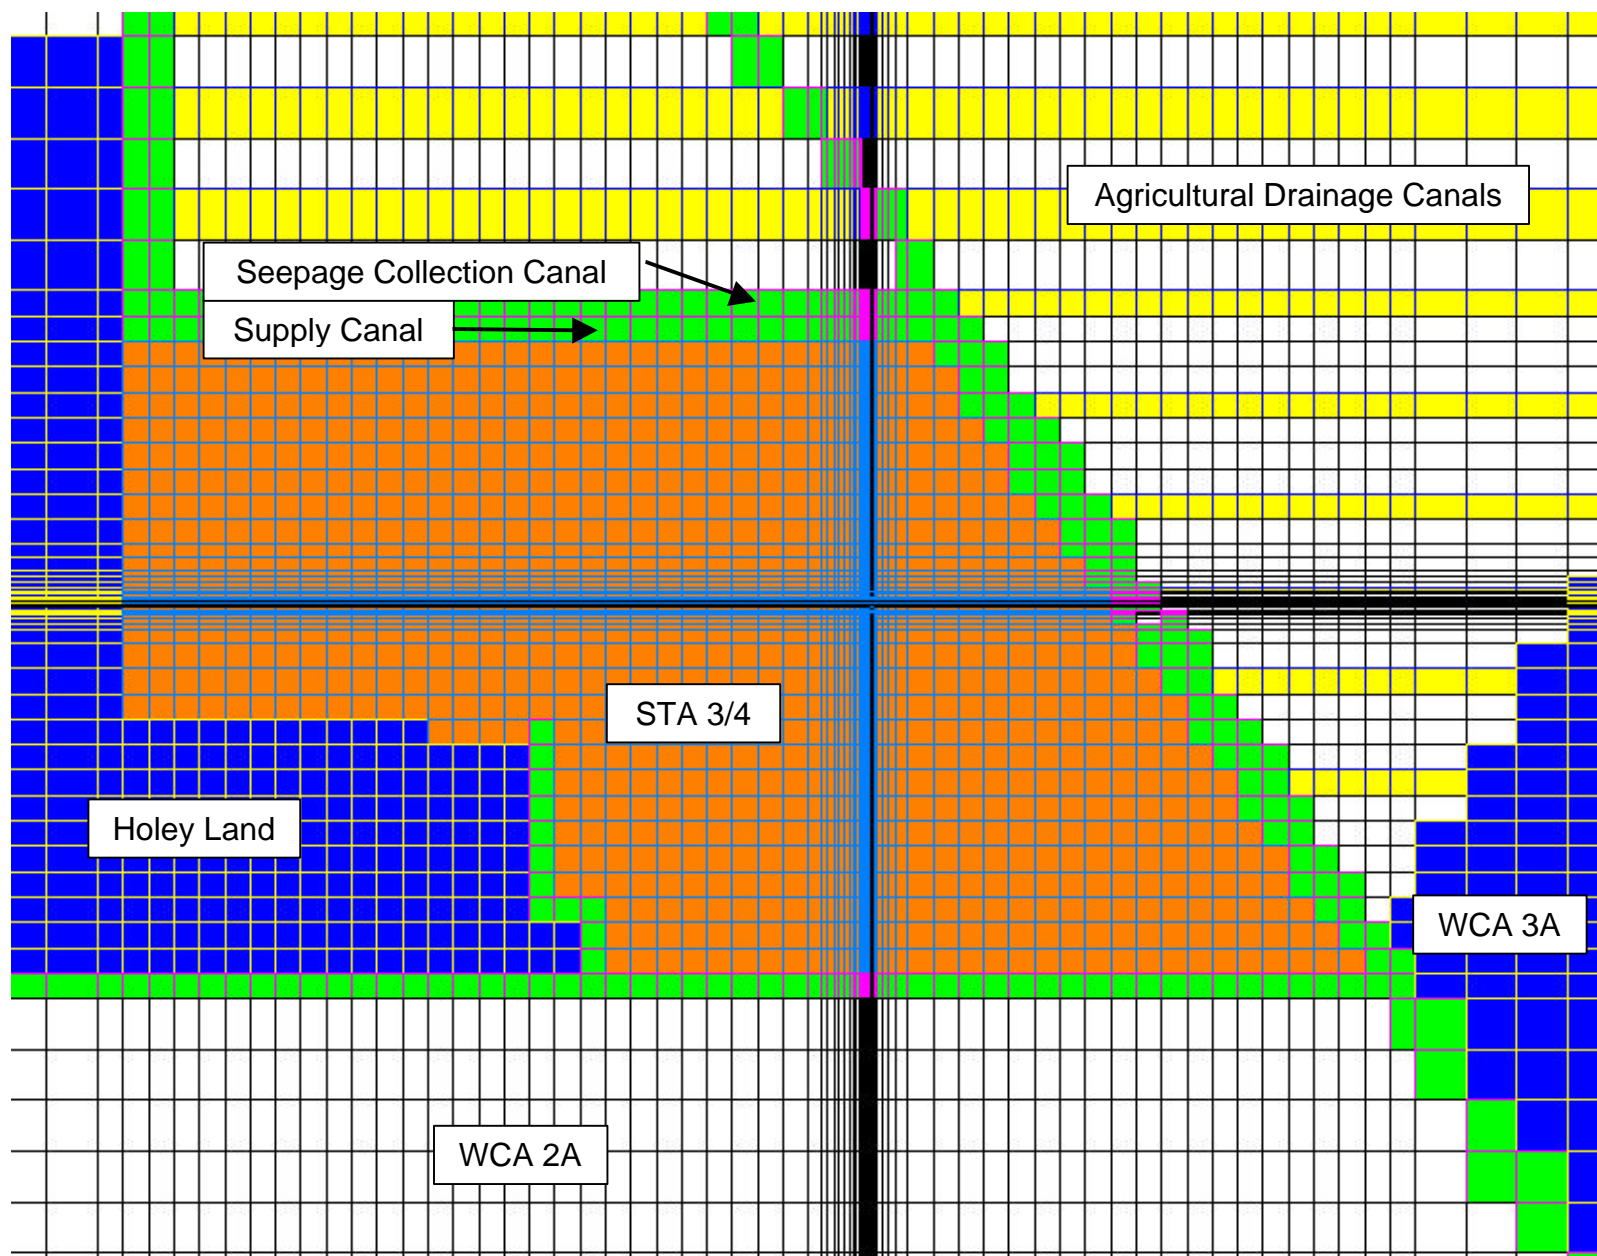 Agricultural Drainage Canals
Seepage Collection Canal
Supply Canal
STA 3/4
Holey Land
WCA 3A
WCA 2A